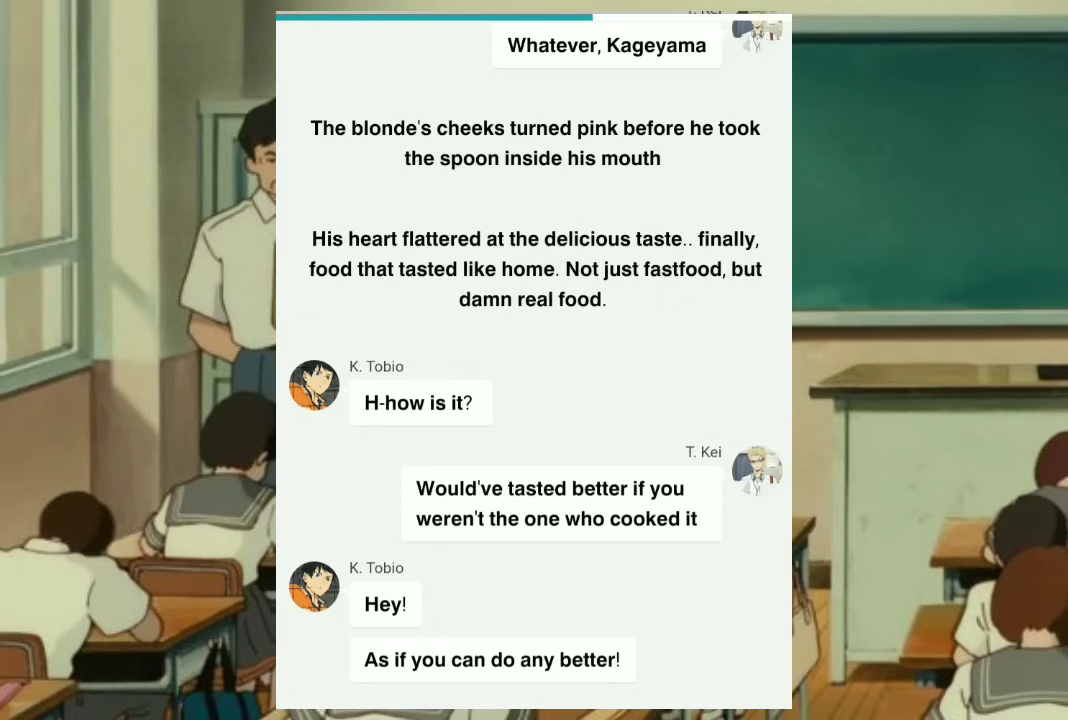 Whatever, Kageyama
The blonde's cheeks turned pink before he took
the spoon inside his mouth
His heart flattered at the delicious taste.. finally,
food that tasted like home. Not just fastfood, but
damn real food.
K. Tobio
H-how is it?
T. Kei
Would've tasted better if you
weren't the one who cooked it
K. Tobio
Hey!
As if you can do any better!